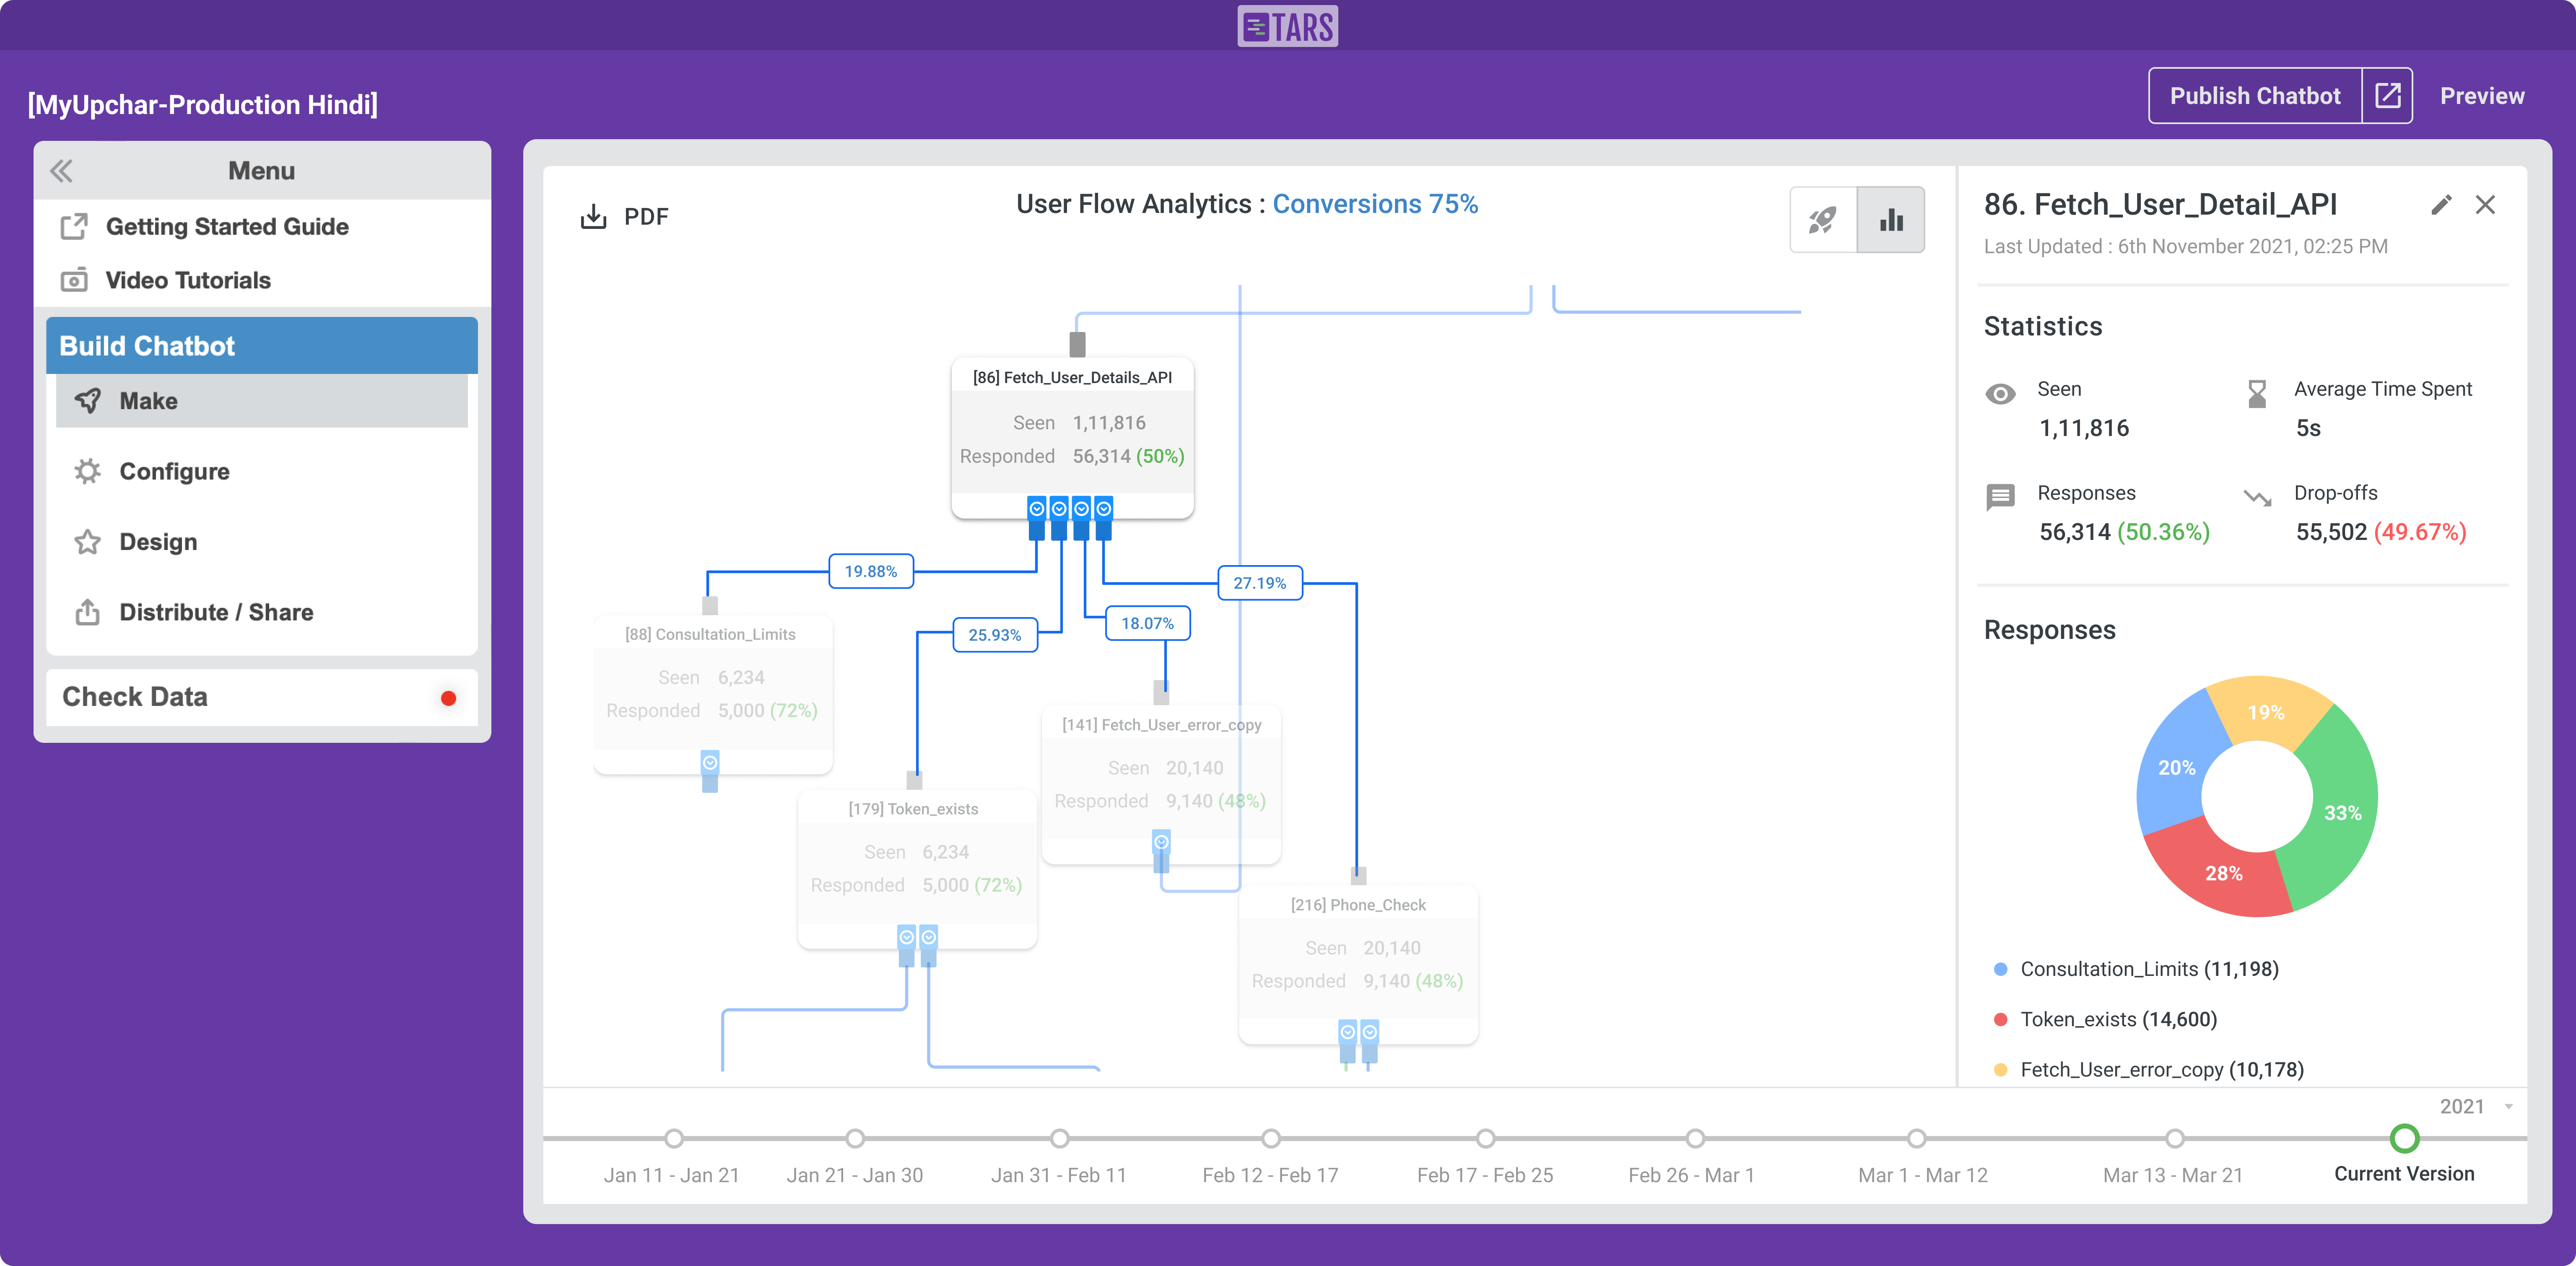 TARS
[MyUpchar-Production Hindi]
Publish Chatbot
Preview
Menu
Getting Started Guide
Video Tutorials
Build Chatbot
Make
Configure
Design
Distribute / Share
Check Data
PDF
User Flow Analytics : Conversions 75%
[86] Fetch_User_Details_API
Seen 1,11,816
Responded 56,314 (50%)
19.88%
27.19%
25.93%
18.07%
[88] Consultation_Limits
Seen 6,234
Responded 5,000 (72%)
[141] Fetch_User_error_copy
Seen 20,140
Responded 9,140 (48%)
[179] Token_exists
Seen 6,234
Responded 5,000 (72%)
[216] Phone_Check
Seen 20,140
Responded 9,140 (48%)
86. Fetch_User_Detail_API
Last Updated : 6th November 2021, 02:25 PM
Statistics
Seen
1,11,816
Average Time Spent
5s
Responses
56,314 (50.36%)
Drop-offs
55,502 (49.67%)
Responses
19%
20%
33%
28%
Consultation_Limits (11,198)
Token_exists (14,600)
Fetch_User_error_copy (10,178)
2021
Jan 11 - Jan 21
Jan 21 - Jan 30
Jan 31 - Feb 11
Feb 12 - Feb 17
Feb 17 - Feb 25
Feb 26 - Mar 1
Mar 1 - Mar 12
Mar 13 - Mar 21
Current Version